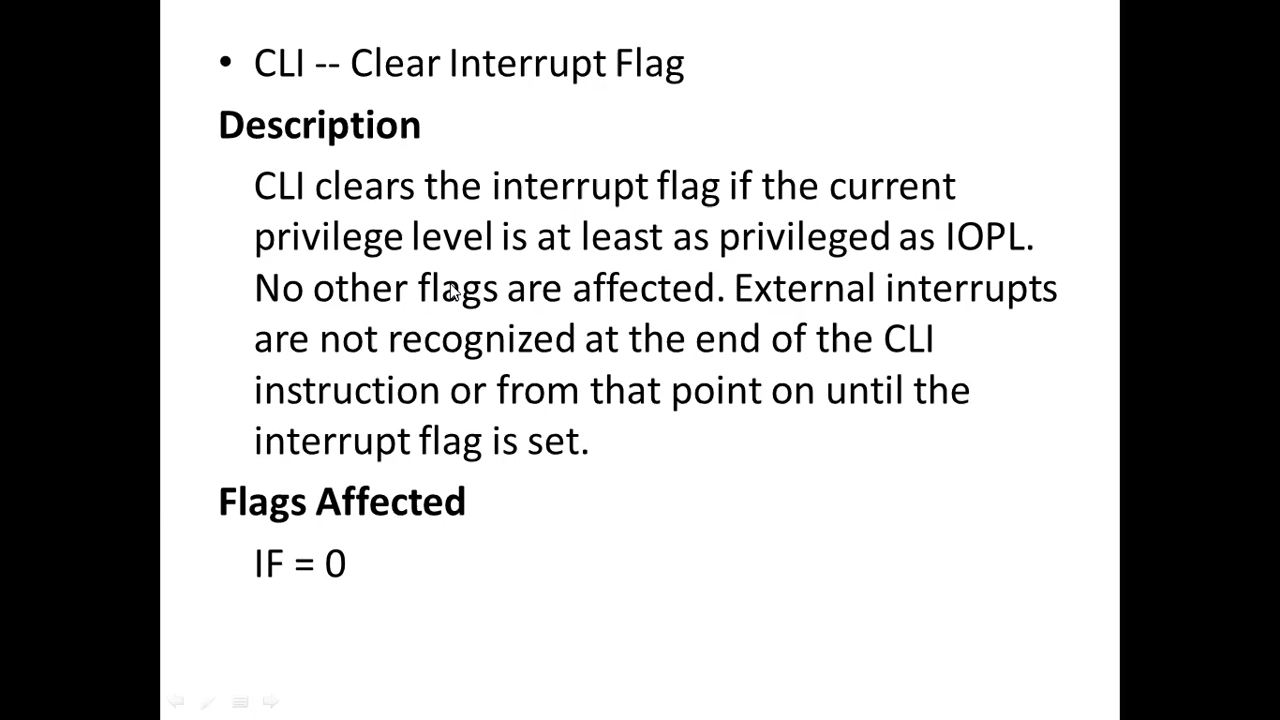 • CLI -- Clear Interrupt Flag
Description
CLI clears the interrupt flag if the current
privilege level is at least as privileged as IOPL.
No other flags are affected. External interrupts
are not recognized at the end of the CLI
instruction or from that point on until the
interrupt flag is set.
Flags Affected
IF = 0